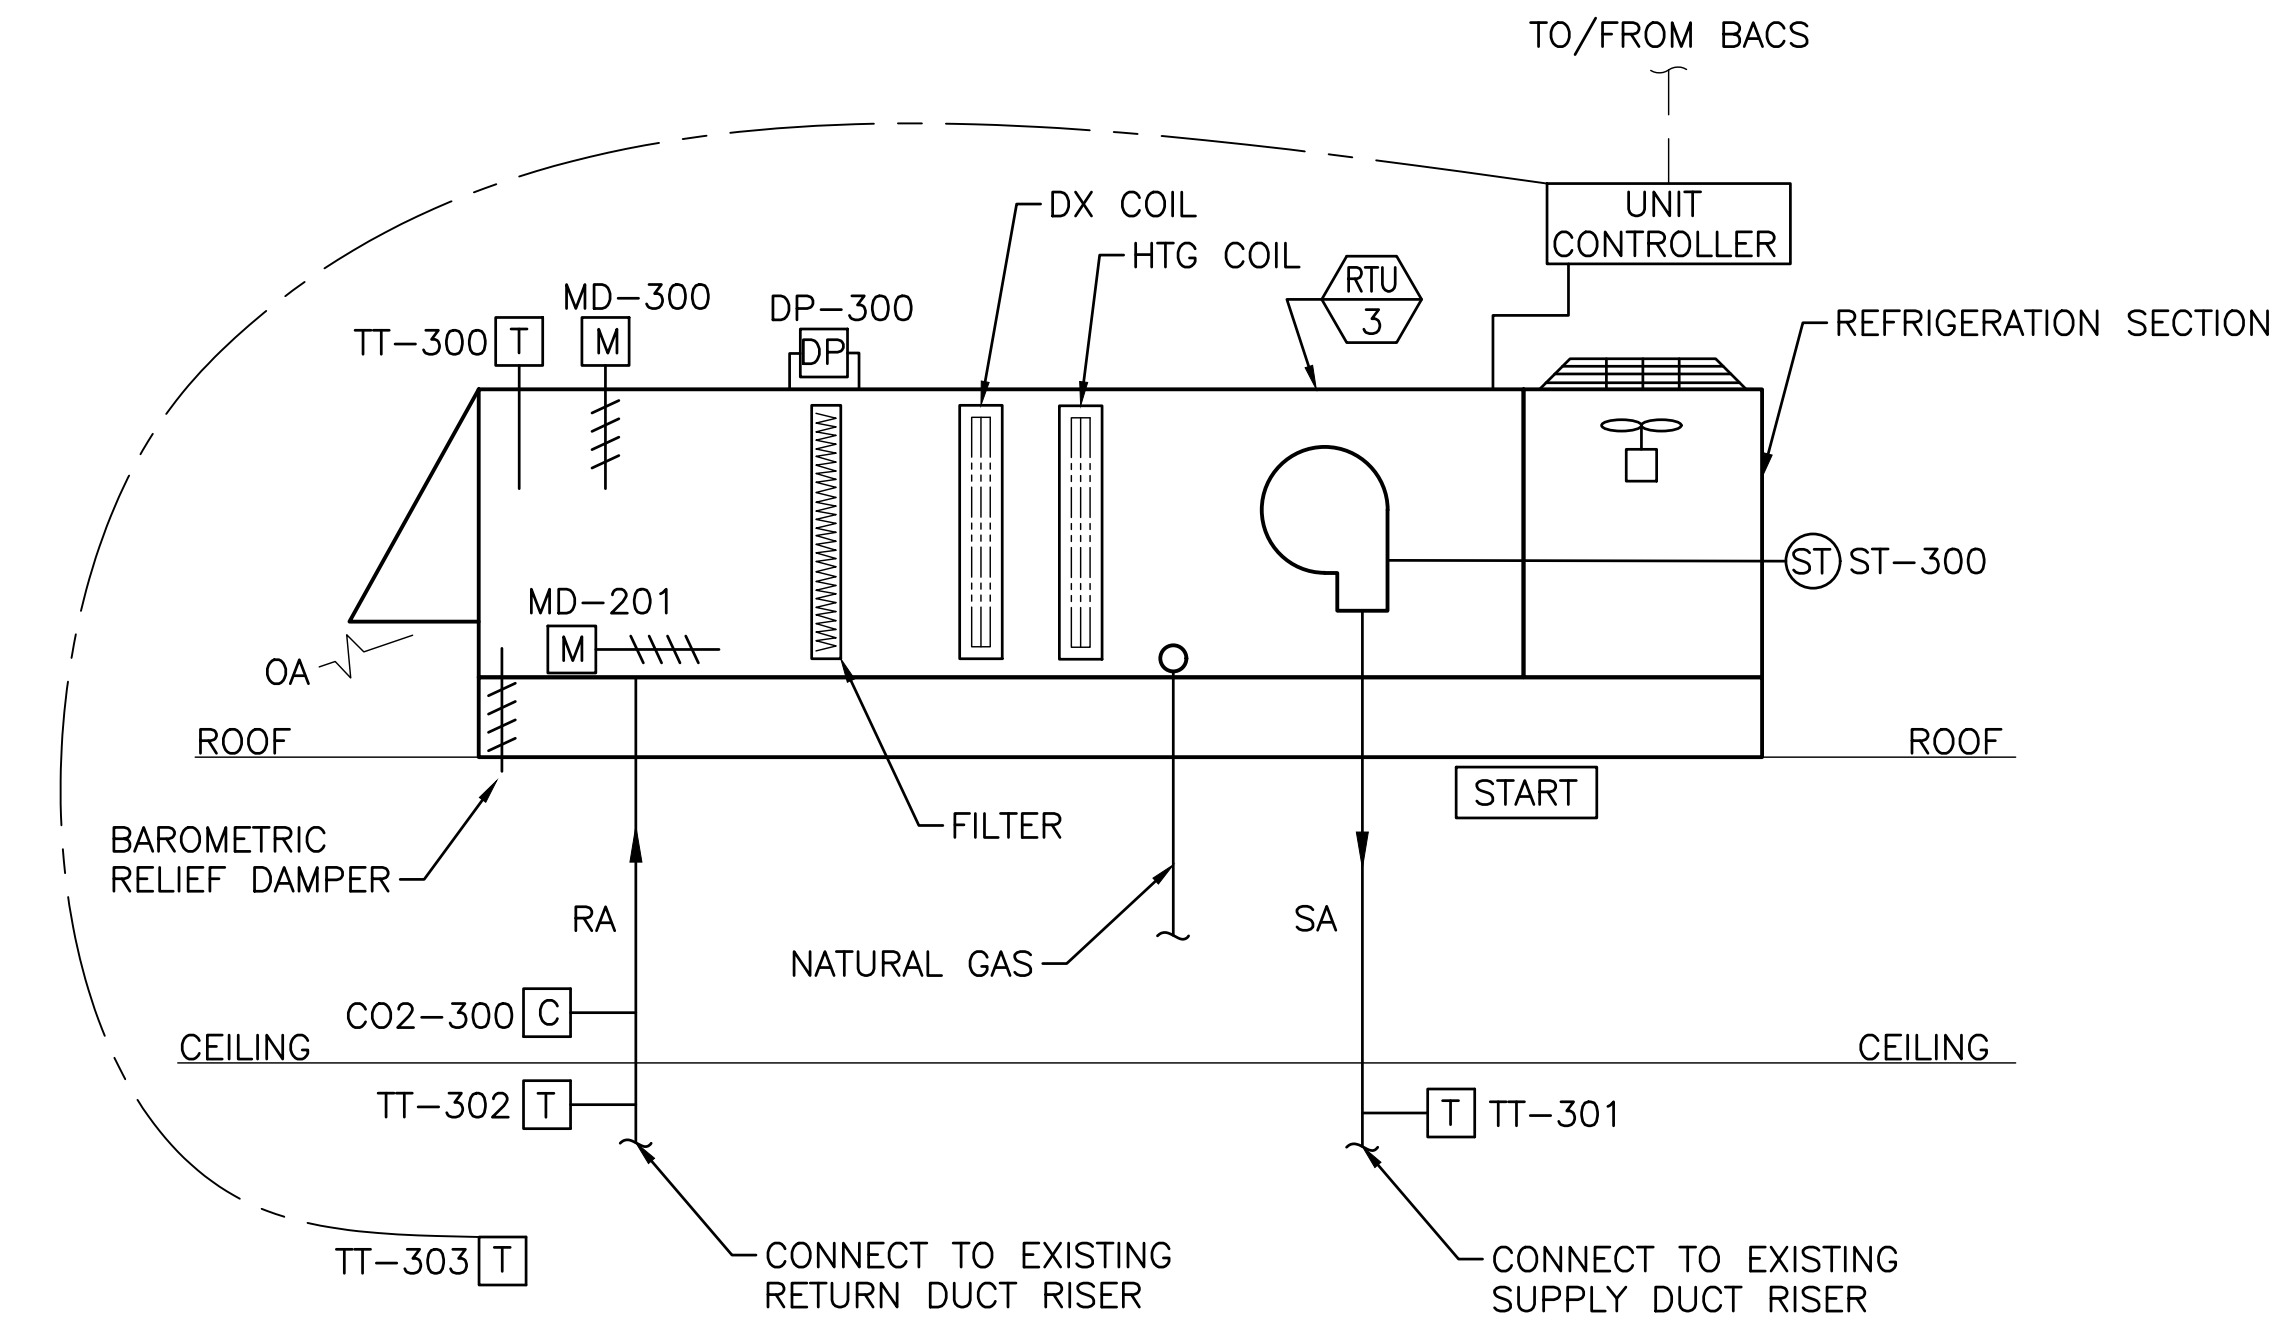 TO/FROM BACS
UNIT
CONTROLLER
DX COIL
HTG COIL
RTU
3
MD-300
M
DP-300
DP
TT-300
T
REFRIGERATION SECTION
ST
ST-300
MD-201
M
OA
ROOF
ROOF
START
FILTER
BAROMETRIC
RELIEF DAMPER
RA
SA
NATURAL GAS
CO2-300
C
CEILING
CEILING
TT-302
T
T
TT-301
TT-303
T
CONNECT TO EXISTING
RETURN DUCT RISER
CONNECT TO EXISTING
SUPPLY DUCT RISER